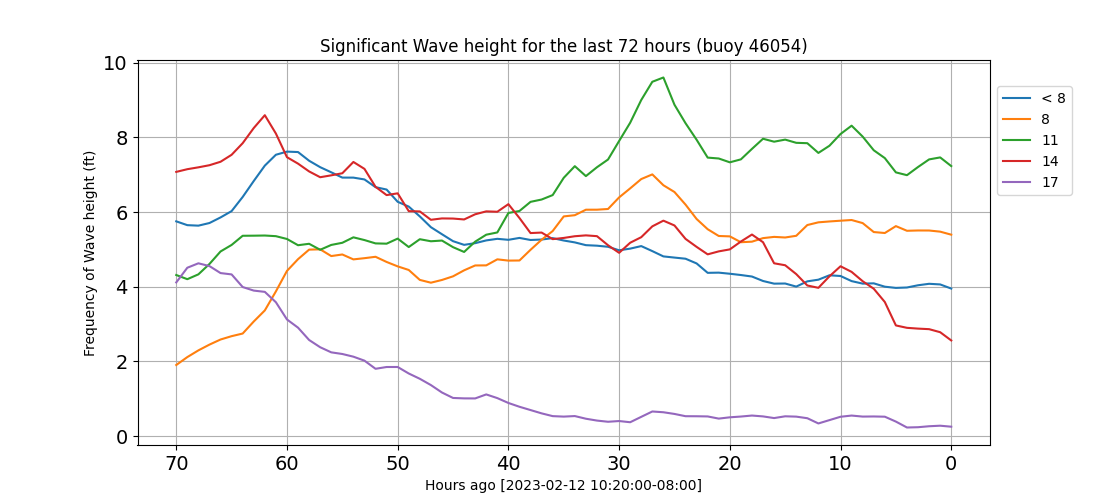 Significant Wave height for the last 72 hours (buoy 46054)
Frequency of Wave height (ft)
10
8
6
4
2
0
70 60 50 40 30 20 10 0
Hours ago [2023-02-12 10:20:00-08:00]
< 8
8
11
14
17